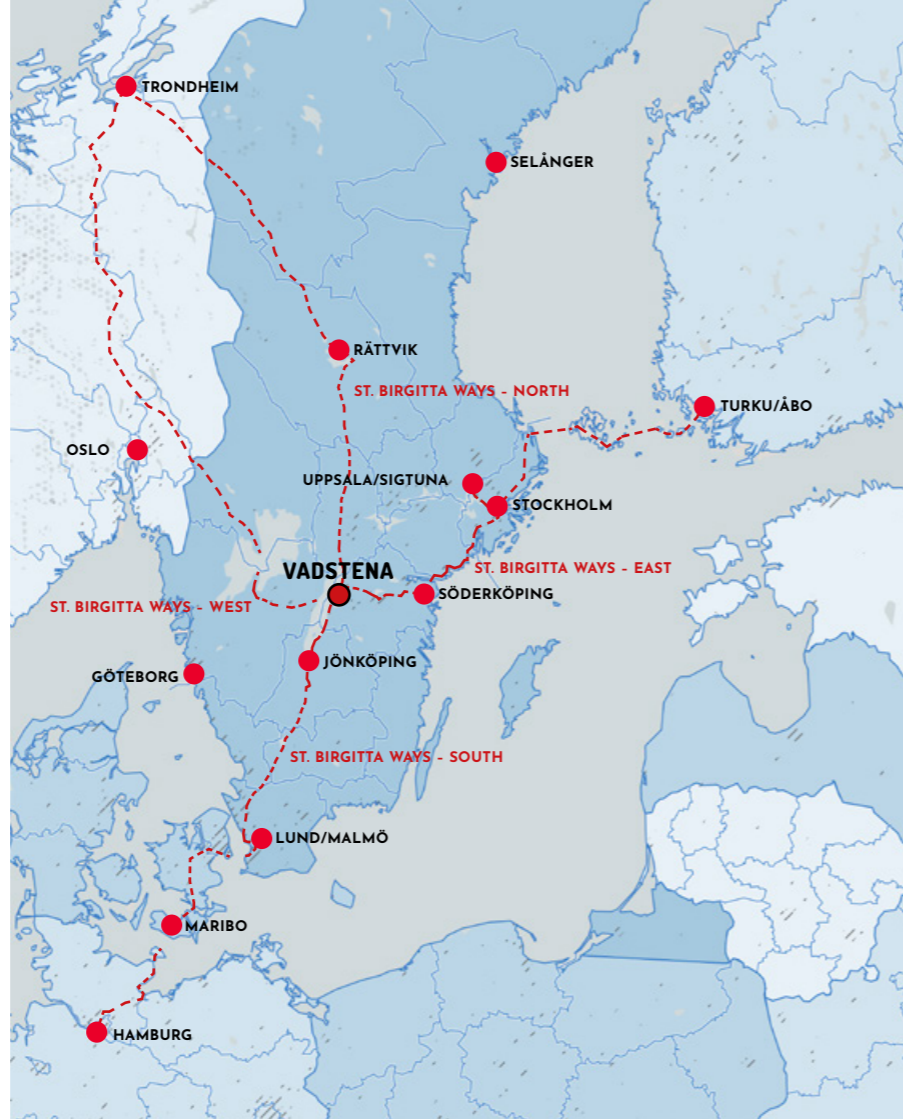 TRONDHEIM
SELÅNGER
RÄTTVIK
ST. BIRGITTA WAYS – NORTH
TURKU/ÅBO
OSLO
UPPSALA/SIGTUNA
STOCKHOLM
ST. BIRGITTA WAYS – EAST
VADSTENA
SÖDERKÖPING
ST. BIRGITTA WAYS – WEST
JÖNKÖPING
GÖTEBORG
ST. BIRGITTA WAYS – SOUTH
LUND/MALMÖ
MARIBO
HAMBURG